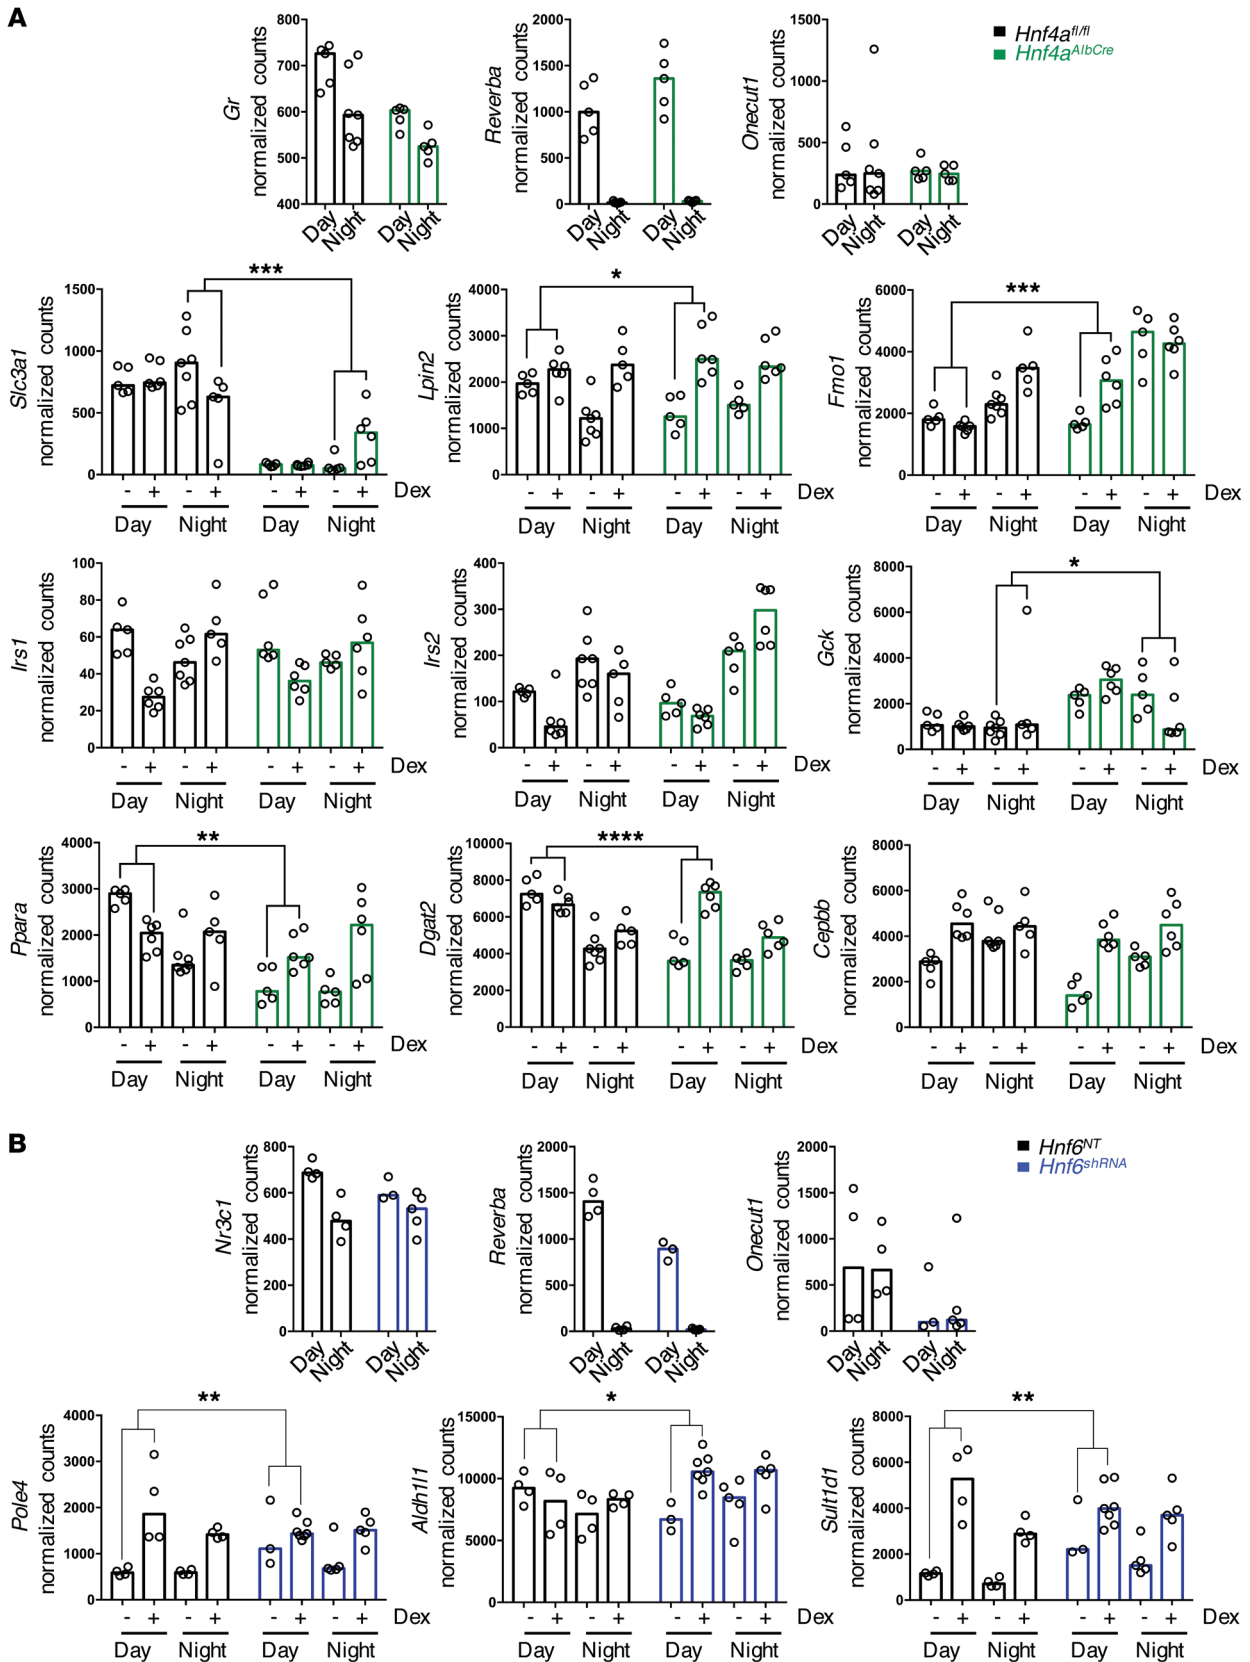 A
Hnf4a^fl/fl
Hnf4a^AlbCre
Gr
normalized counts
800
700
600
500
400
Day
Night
Day
Night
Reverba
normalized counts
2000
1500
1000
500
0
Day
Night
Day
Night
Onecut1
normalized counts
1500
1000
500
0
Day
Night
Day
Night
Slc3a1
normalized counts
1500
1000
500
0
***
- + - + - + - + Dex
Day Night Day Night
Lpin2
normalized counts
4000
3000
2000
1000
0
*
- + - + - + - + Dex
Day Night Day Night
Fmo1
normalized counts
6000
4000
2000
0
***
- + - + - + - + Dex
Day Night Day Night
Irs1
normalized counts
100
80
60
40
20
0
- + - + - + - + Dex
Day Night Day Night
Irs2
normalized counts
400
300
200
100
0
- + - + - + - + Dex
Day Night Day Night
Gck
normalized counts
8000
6000
4000
2000
0
*
- + - + - + - + Dex
Day Night Day Night
Ppara
normalized counts
4000
3000
2000
1000
0
**
- + - + - + - + Dex
Day Night Day Night
Dgat2
normalized counts
10000
8000
6000
4000
2000
0
****
- + - + - + - + Dex
Day Night Day Night
Cepbb
normalized counts
8000
6000
4000
2000
0
- + - + - + - + Dex
Day Night Day Night
B
Hnf6^NT
Hnf6^shRNA
Nr3c1
normalized counts
800
600
400
200
0
Day
Night
Day
Night
Reverba
normalized counts
2000
1500
1000
500
0
Day
Night
Day
Night
Onecut1
normalized counts
2000
1500
1000
500
0
Day
Night
Day
Night
Pole4
normalized counts
4000
3000
2000
1000
0
**
- + - + - + - + Dex
Day Night Day Night
Aldh1l1
normalized counts
15000
10000
5000
0
*
- + - + - + - + Dex
Day Night Day Night
Sult1d1
normalized counts
8000
6000
4000
2000
0
**
- + - + - + - + Dex
Day Night Day Night